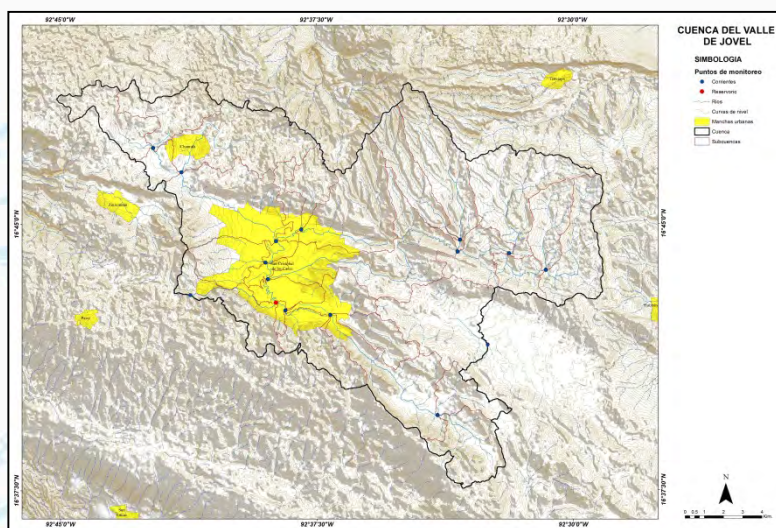 92°45'0"W
92°37'30"W
92°30'0"W
CUENCA DEL VALLE
DE JOVEL
SIMBOLOGIA
Puntos de monitoreo
Corrientes
Reservorio
Ríos
Curvas de nivel
Manchas urbanas
Cuenca
Subcuencas
16°45'0"N
16°45'0"N
16°37'30"N
16°37'30"N
N
92°45'0"W
92°37'30"W
92°30'0"W